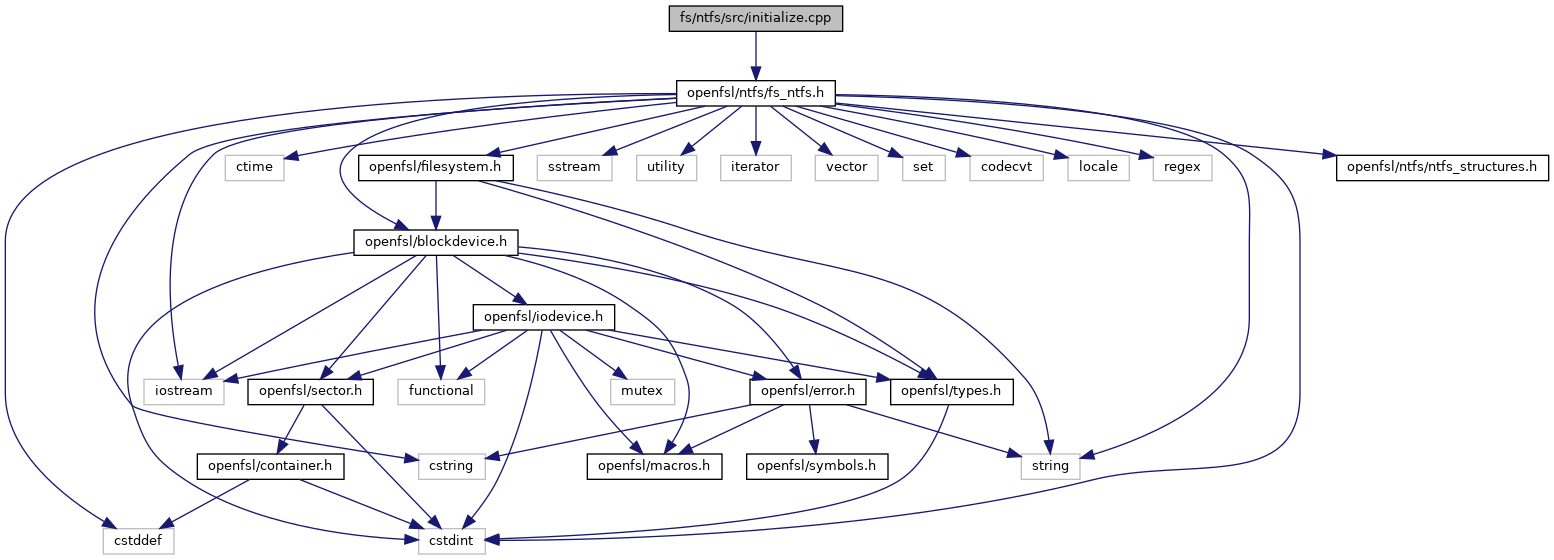 fs/ntfs/src/initialize.cpp
openfsl/ntfs/fs_ntfs.h
ctime
openfsl/filesystem.h
sstream
utility
iterator
vector
set
codecvt
locale
regex
openfsl/ntfs/ntfs_structures.h
openfsl/blockdevice.h
openfsl/iodevice.h
iostream
openfsl/sector.h
functional
mutex
openfsl/error.h
openfsl/types.h
openfsl/container.h
cstring
openfsl/macros.h
openfsl/symbols.h
string
cstddef
cstdint